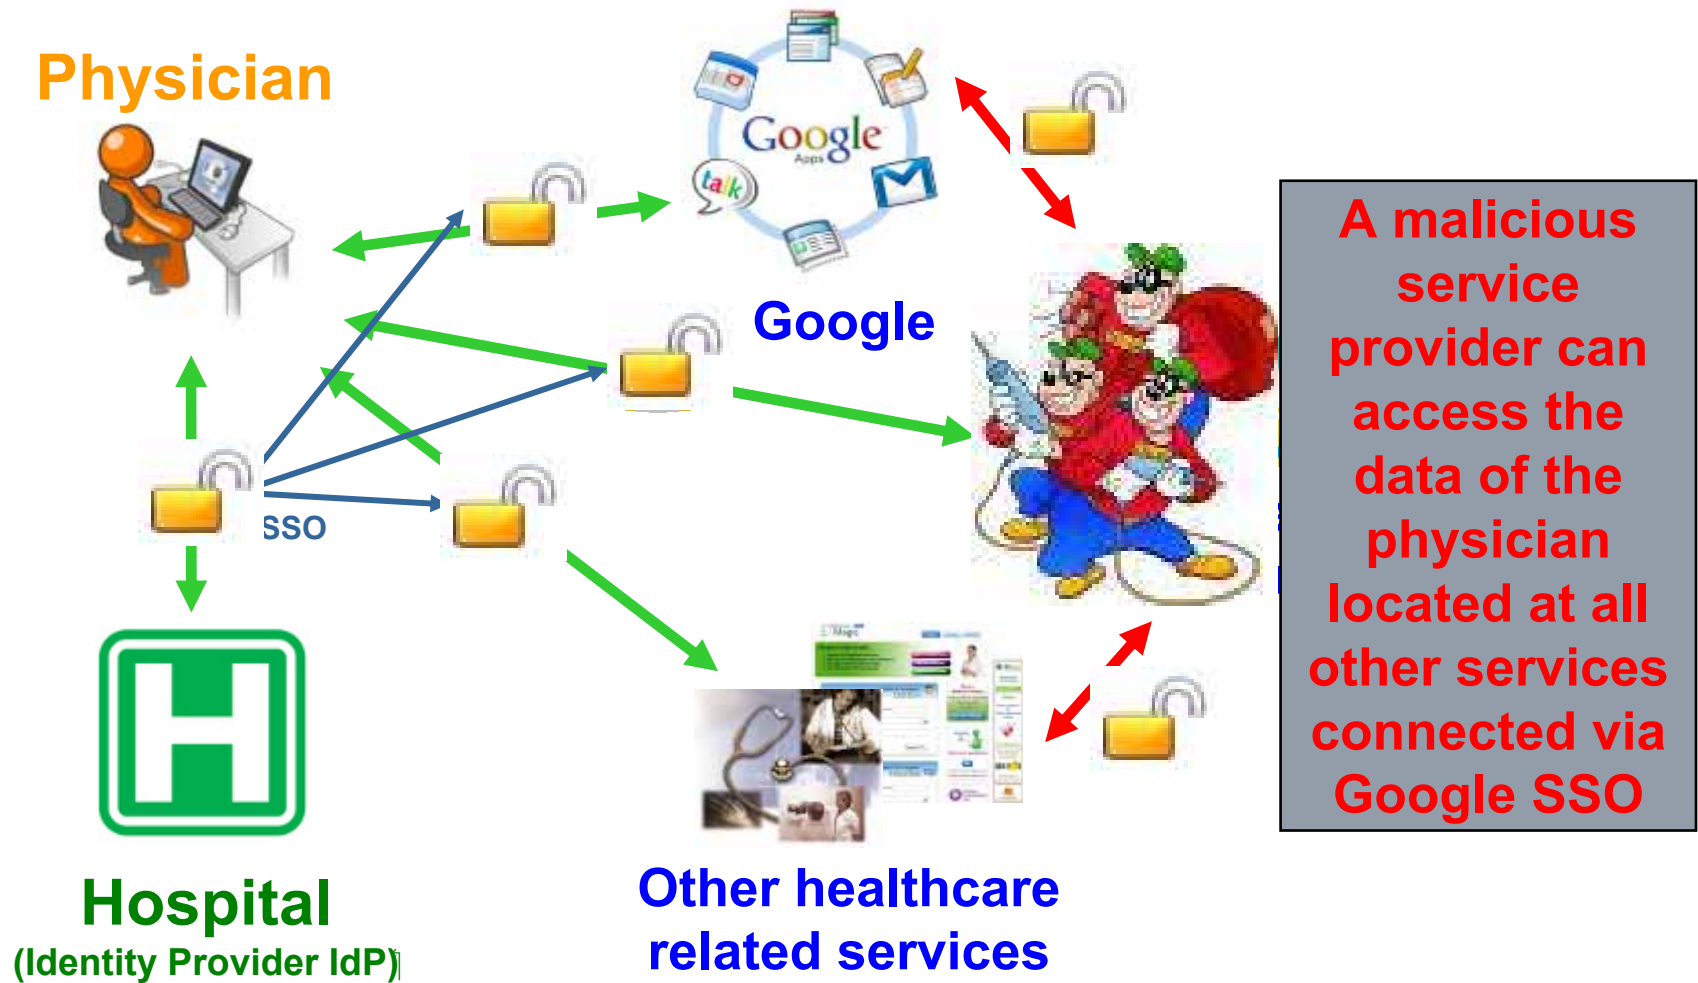 Physician
Google
Apps
talk
Google
SSO
A malicious
service
provider can
access the
data of the
physician
located at all
other services
connected via
Google SSO
Hospital
(Identity Provider IdP)
Other healthcare
related services